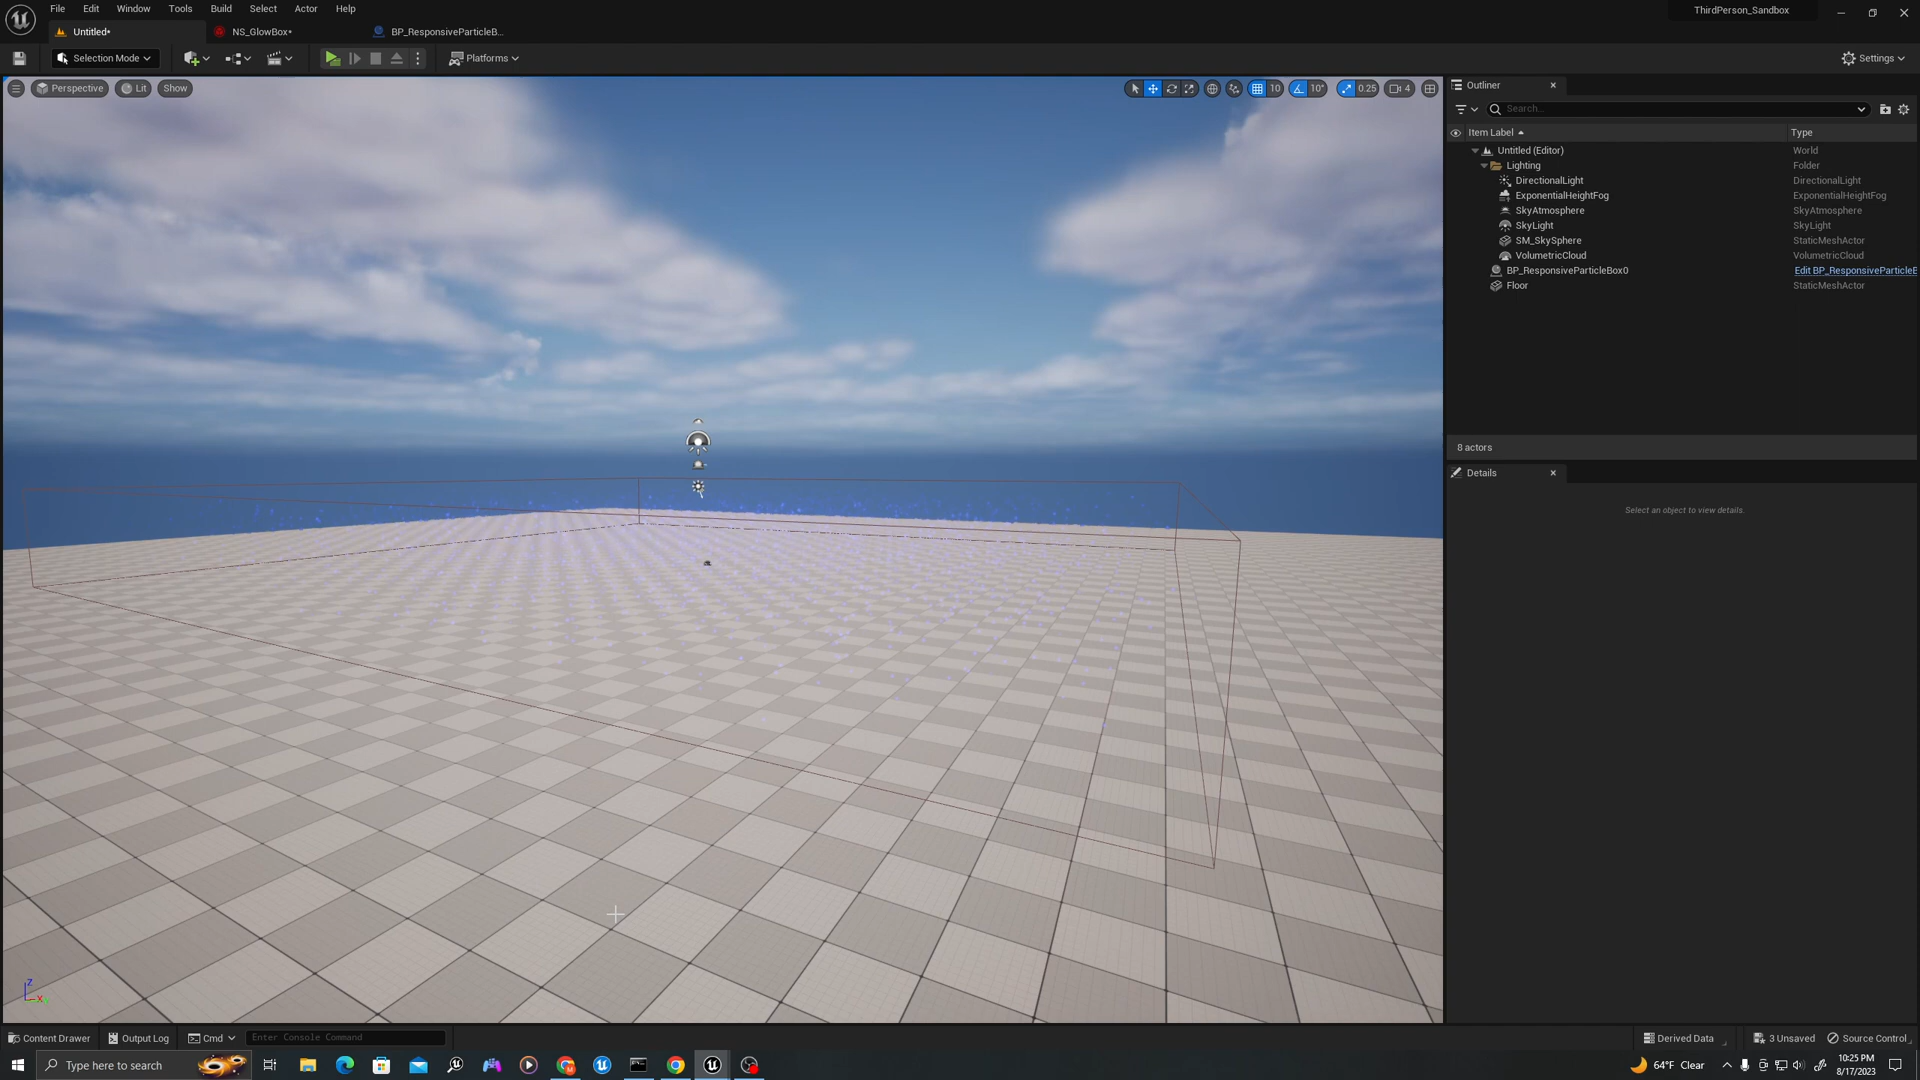 File Edit Window Tools Build Select Actor Help
ThirdPerson_Sandbox
Untitled* NS_GlowBox* BP_ResponsiveParticleB...
Selection Mode Platforms Settings
Perspective Lit Show 10 10° 0.25 4
Outliner
Search...
Item Label Type
Untitled (Editor) World
Lighting Folder
DirectionalLight DirectionalLight
ExponentialHeightFog ExponentialHeightFog
SkyAtmosphere SkyAtmosphere
SkyLight SkyLight
SM_SkySphere StaticMeshActor
VolumetricCloud VolumetricCloud
BP_ResponsiveParticleBox0 Edit BP_ResponsiveParticleB
Floor StaticMeshActor
8 actors
Details
Select an object to view details.
Z
X
Content Drawer Output Log Cmd Enter Console Command Derived Data 3 Unsaved Source Control
Type here to search 64°F Clear 10:25 PM
8/17/2023